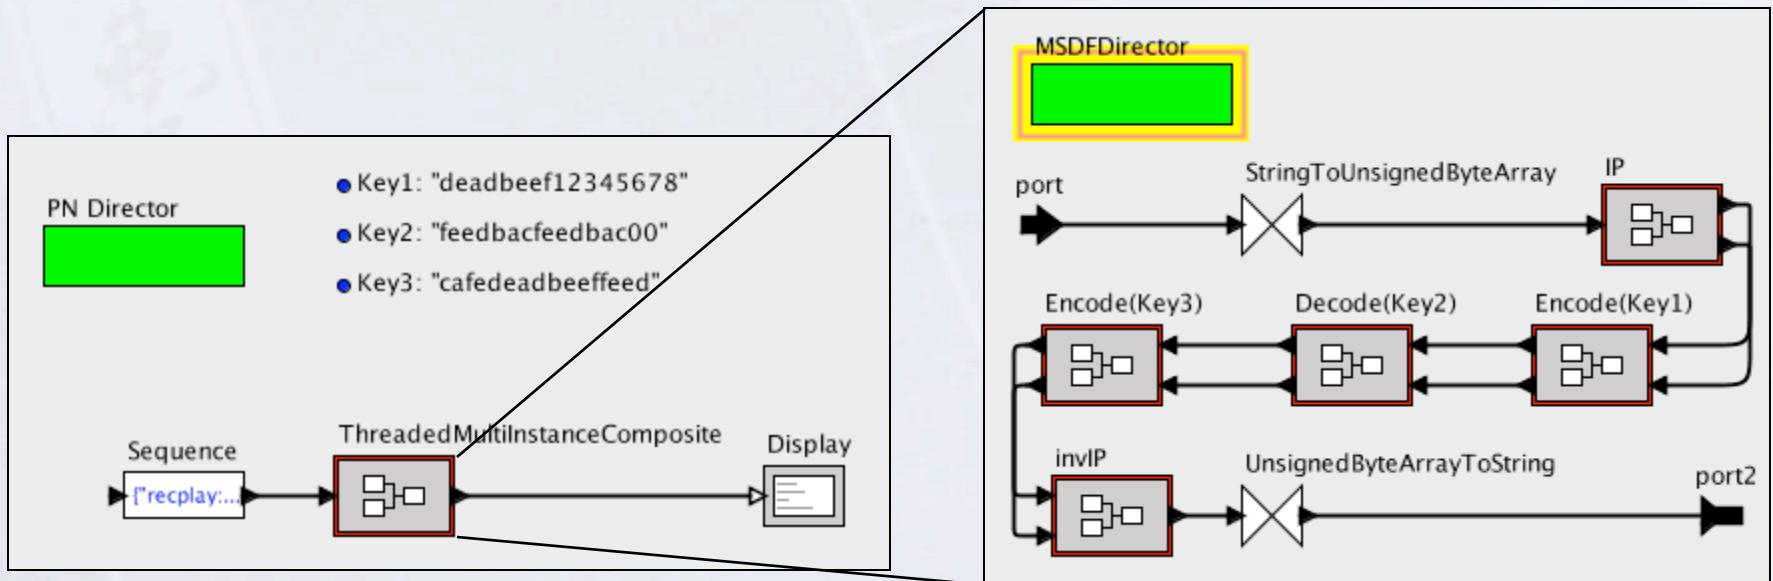 PN Director
Key1: "deadbeef12345678"
Key2: "feedbacfeedbac00"
Key3: "cafedeadbeeffeed"
Sequence
{"recplay:...
ThreadedMultiInstanceComposite
Display
MSDFDirector
port
StringToUnsignedByteArray
IP
Encode(Key3)
Decode(Key2)
Encode(Key1)
invIP
UnsignedByteArrayToString
port2